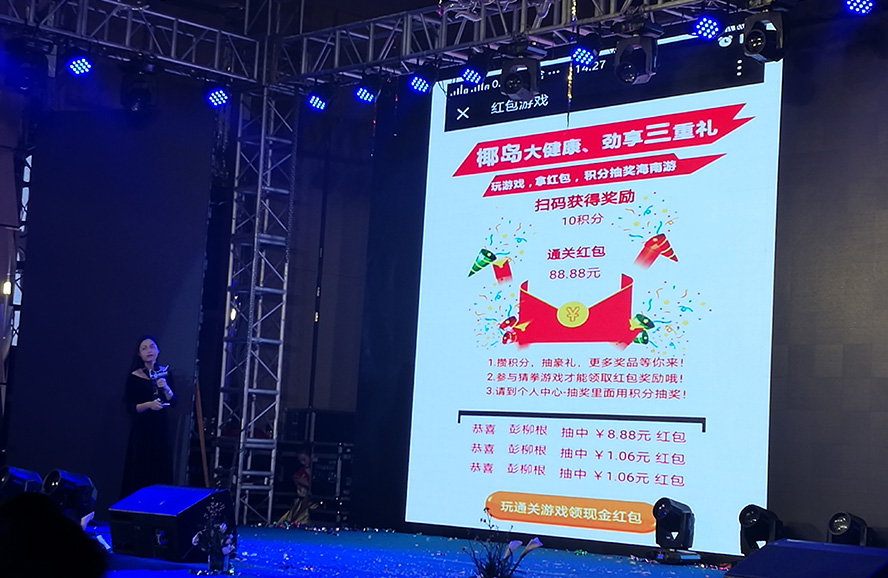 14:27
红包游戏
椰岛大健康、劲享三重礼
玩游戏，拿红包，积分抽奖海南游
扫码获得奖励
10积分
通关红包
88.88元
¥
1.攒积分、抽豪礼、更多奖品等你来！
2.参与猜拳游戏才能领取红包奖励哦！
3.请到个人中心-抽奖里面用积分抽奖！
恭喜 彭柳根 抽中 ¥8.88元 红包
恭喜 彭柳根 抽中 ¥1.06元 红包
恭喜 彭柳根 抽中 ¥1.06元 红包
玩通关游戏领现金红包